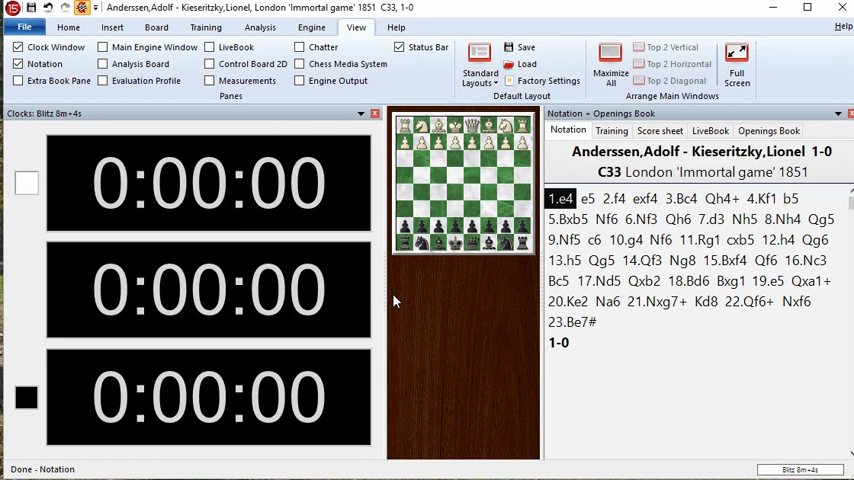 15
Anderssen,Adolf - Kieseritzky,Lionel, London 'Immortal game' 1851  C33, 1-0
File Home Insert Board Training Analysis Engine View Help
Help
Clock Window Main Engine Window LiveBook Chatter Status Bar
Notation Analysis Board Control Board 2D Chess Media System
Extra Book Pane Evaluation Profile Measurements Engine Output
Panes
Standard Layouts
Save
Load
Factory Settings
Default Layout
Maximize All
Top 2 Vertical
Top 2 Horizontal
Top 2 Diagonal
Full Screen
Arrange Main Windows
Clocks: Blitz 8m+4s
0:00:00
0:00:00
0:00:00
Notation + Openings Book
Notation Training Score sheet LiveBook Openings Book
Anderssen,Adolf - Kieseritzky,Lionel 1-0
C33 London 'Immortal game' 1851
1.e4 e5 2.f4 exf4 3.Bc4 Qh4+ 4.Kf1 b5
5.Bxb5 Nf6 6.Nf3 Qh6 7.d3 Nh5 8.Nh4 Qg5
9.Nf5 c6 10.g4 Nf6 11.Rg1 cxb5 12.h4 Qg6
13.h5 Qg5 14.Qf3 Ng8 15.Bxf4 Qf6 16.Nc3
Bc5 17.Nd5 Qxb2 18.Bd6 Bxg1 19.e5 Qxa1+
20.Ke2 Na6 21.Nxg7+ Kd8 22.Qf6+ Nxf6
23.Be7#
1-0
Done - Notation
Blitz 8m+4s